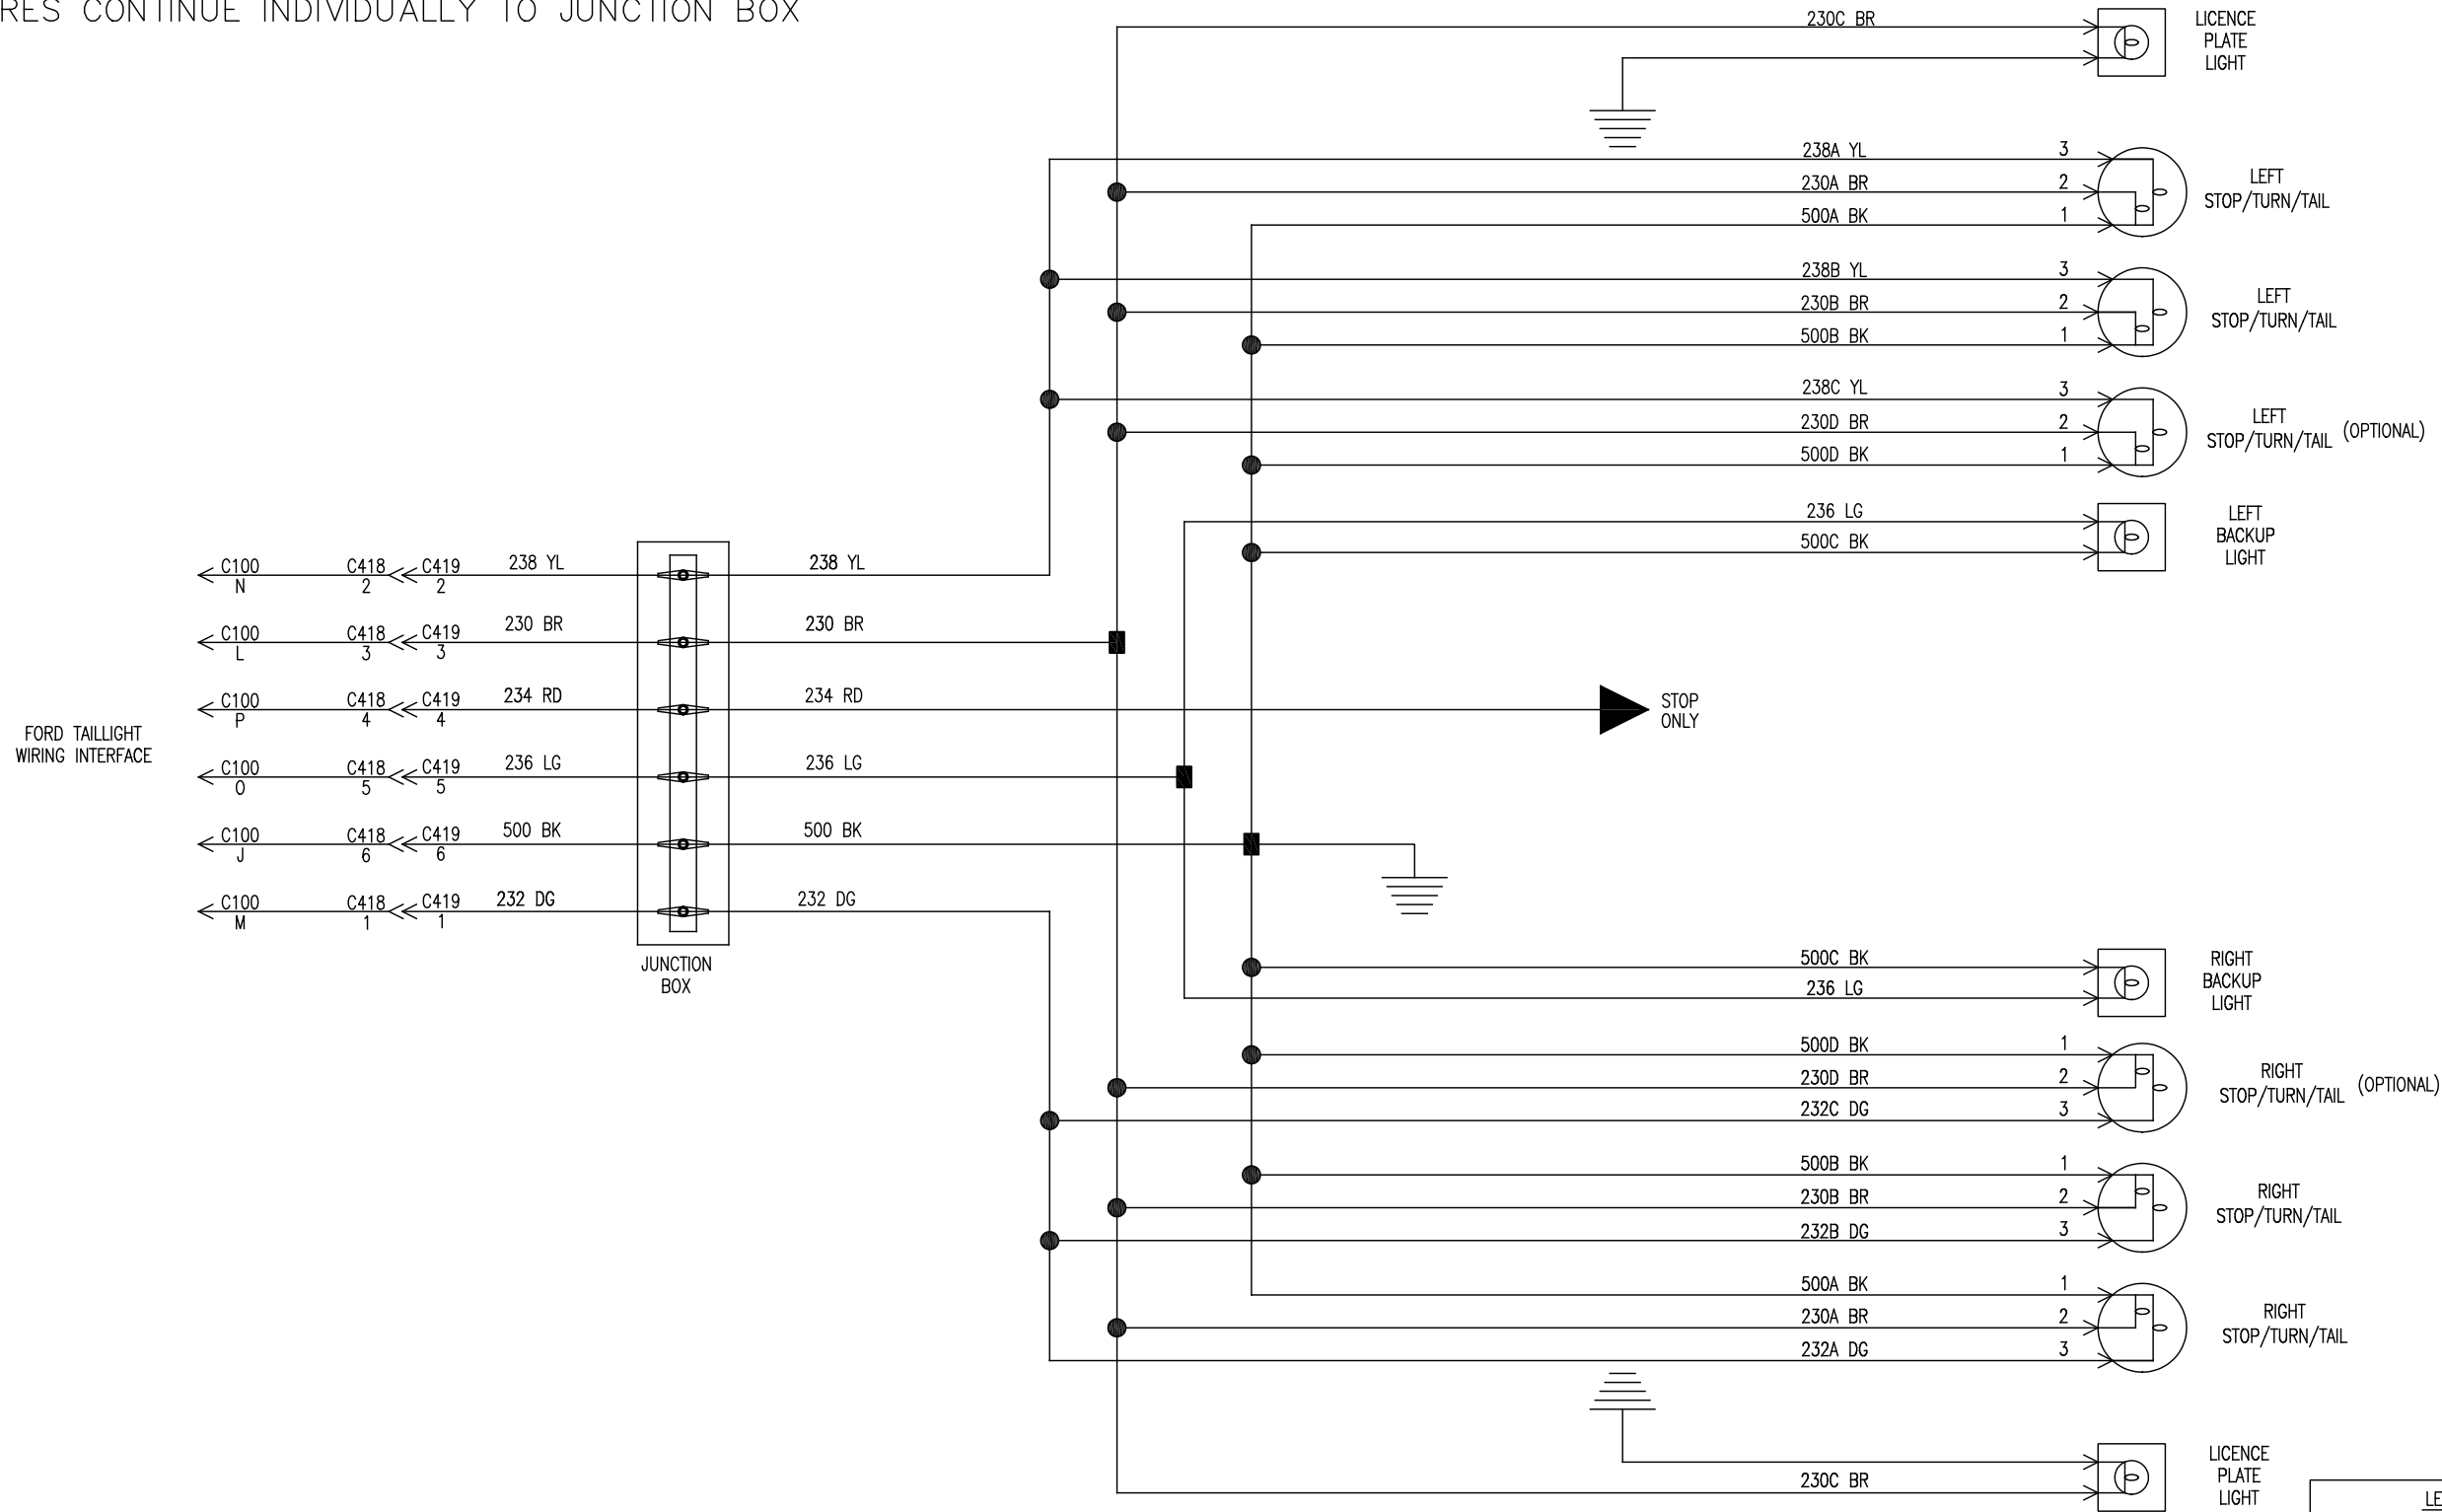 RES CONTINUE INDIVIDUALLY TO JUNCTION BOX
230C BR
LICENCE
PLATE
LIGHT
238A YL 3
230A BR 2
500A BK 1
LEFT
STOP/TURN/TAIL
238B YL 3
230B BR 2
500B BK 1
LEFT
STOP/TURN/TAIL
238C YL 3
230D BR 2
500D BK 1
LEFT
STOP/TURN/TAIL (OPTIONAL)
236 LG
500C BK
LEFT
BACKUP
LIGHT
C100 C418 C419 238 YL 238 YL
N 2 2
C100 C418 C419 230 BR 230 BR
L 3 3
C100 C418 C419 234 RD 234 RD
P 4 4
STOP
ONLY
FORD TAILLIGHT
WIRING INTERFACE
C100 C418 C419 236 LG 236 LG
O 5 5
C100 C418 C419 500 BK 500 BK
J 6 6
C100 C418 C419 232 DG 232 DG
M 1 1
JUNCTION
BOX
500C BK
236 LG
RIGHT
BACKUP
LIGHT
500D BK 1
230D BR 2
232C DG 3
RIGHT
STOP/TURN/TAIL (OPTIONAL)
500B BK 1
230B BR 2
232B DG 3
RIGHT
STOP/TURN/TAIL
500A BK 1
230A BR 2
232A DG 3
RIGHT
STOP/TURN/TAIL
230C BR
LICENCE
PLATE
LIGHT
LE